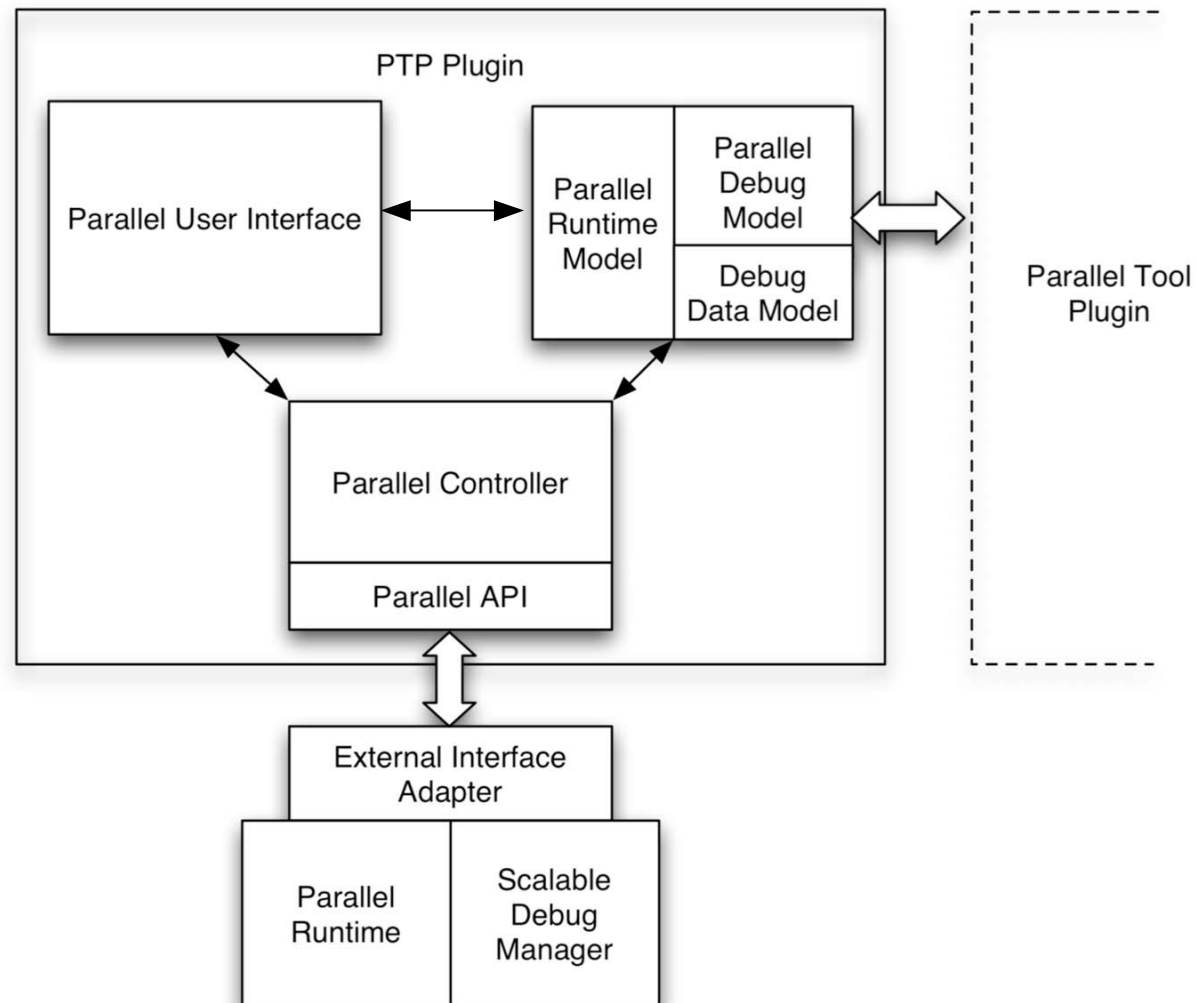 PTP Plugin
Parallel User Interface
Parallel
Runtime
Model
Parallel
Debug
Model
Debug
Data Model
Parallel Tool
Plugin
Parallel Controller
Parallel API
External Interface
Adapter
Parallel
Runtime
Scalable
Debug
Manager